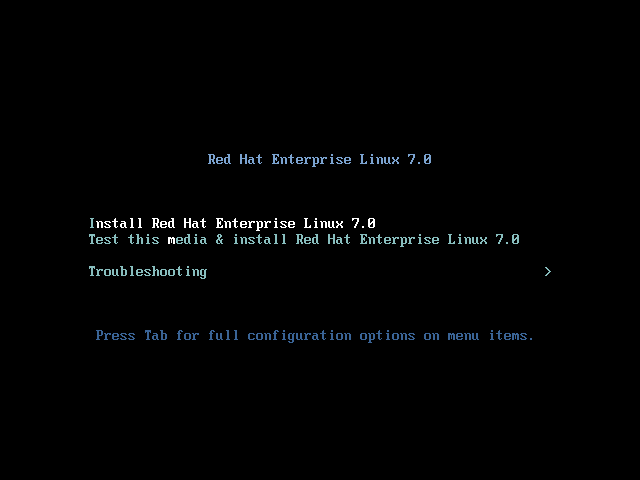 Red Hat Enterprise Linux 7.0
Install Red Hat Enterprise Linux 7.0
Test this media & install Red Hat Enterprise Linux 7.0
Troubleshooting >
Press Tab for full configuration options on menu items.